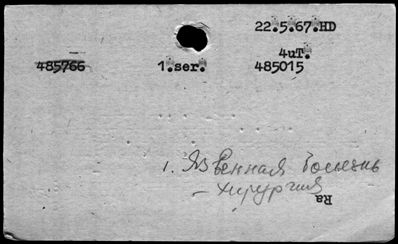 22.5.67.HD
4uT.
485766 1.ser. 485015
1. Язвенная болезнь
- хирургия
Ra